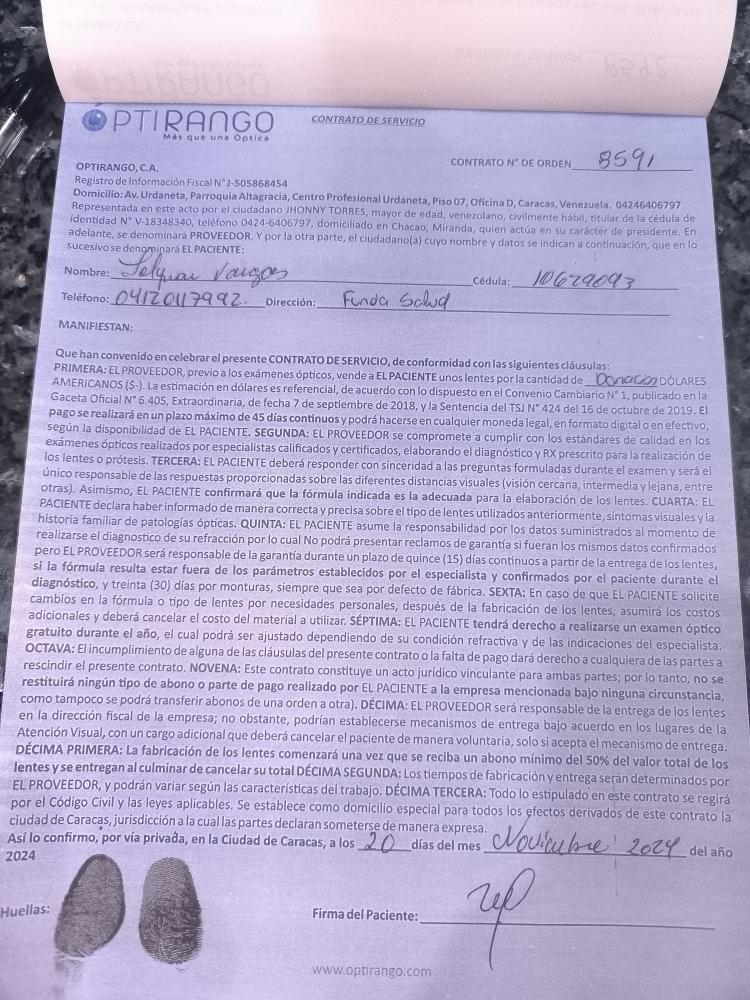 ÓPTIRANGO
Más que una Óptica
CONTRATO DE SERVICIO
CONTRATO N° DE ORDEN 8591
OPTIRANGO, C.A.
Registro de Información Fiscal N°J-505868454
Domicilio: Av. Urdaneta, Parroquia Altagracia, Centro Profesional Urdaneta, Piso 07, Oficina D, Caracas, Venezuela. 04246406797
Representada en este acto por el ciudadano JHONNY TORRES, mayor de edad, venezolano, civilmente hábil, titular de la cédula de
identidad N° V-18348340, teléfono 0424-6406797, domiciliado en Chacao, Miranda, quien actúa en su carácter de presidente. En
adelante, se denominará PROVEEDOR. Y por la otra parte, el ciudadano(a) cuyo nombre y datos se indican a continuación, que en lo
sucesivo se denominará EL PACIENTE:
Nombre: Vargas Cédula: 10629093
Teléfono: 04120117992. Dirección: Funda Salud
MANIFIESTAN:
Que han convenido en celebrar el presente CONTRATO DE SERVICIO, de conformidad con las siguientes cláusulas:
PRIMERA: EL PROVEEDOR, previo a los exámenes ópticos, vende a EL PACIENTE unos lentes por la cantidad de Donacion DÓLARES
AMERICANOS ($-). La estimación en dólares es referencial, de acuerdo con lo dispuesto en el Convenio Cambiario N° 1, publicado en la
Gaceta Oficial N° 6.405, Extraordinaria, de fecha 7 de septiembre de 2018, y la Sentencia del TSJ N° 424 del 16 de octubre de 2019. El
pago se realizará en un plazo máximo de 45 días continuos y podrá hacerse en cualquier moneda legal, en formato digital o en efectivo,
según la disponibilidad de EL PACIENTE. SEGUNDA: EL PROVEEDOR se compromete a cumplir con los estándares de calidad en los
exámenes ópticos realizados por especialistas calificados y certificados, elaborando el diagnóstico y RX prescrito para la realización de
los lentes o prótesis. TERCERA: EL PACIENTE deberá responder con sinceridad a las preguntas formuladas durante el examen y será el
único responsable de las respuestas proporcionadas sobre las diferentes distancias visuales (visión cercana, intermedia y lejana, entre
otras). Asimismo, EL PACIENTE confirmará que la fórmula indicada es la adecuada para la elaboración de los lentes. CUARTA: EL
PACIENTE declara haber informado de manera correcta y precisa sobre el tipo de lentes utilizados anteriormente, síntomas visuales y la
historia familiar de patologías ópticas. QUINTA: EL PACIENTE asume la responsabilidad por los datos suministrados al momento de
realizarse el diagnostico de su refracción por lo cual No podrá presentar reclamos de garantía si fueran los mismos datos confirmados
pero EL PROVEEDOR será responsable de la garantía durante un plazo de quince (15) días continuos a partir de la entrega de los lentes,
si la fórmula resulta estar fuera de los parámetros establecidos por el especialista y confirmados por el paciente durante el
diagnóstico, y treinta (30) días por monturas, siempre que sea por defecto de fábrica. SEXTA: En caso de que EL PACIENTE solicite
cambios en la fórmula o tipo de lentes por necesidades personales, después de la fabricación de los lentes, asumirá los costos
adicionales y deberá cancelar el costo del material a utilizar. SÉPTIMA: EL PACIENTE tendrá derecho a realizarse un examen óptico
gratuito durante el año, el cual podrá ser ajustado dependiendo de su condición refractiva y de las indicaciones del especialista.
OCTAVA: El incumplimiento de alguna de las cláusulas del presente contrato o la falta de pago dará derecho a cualquiera de las partes a
rescindir el presente contrato. NOVENA: Este contrato constituye un acto jurídico vinculante para ambas partes; por lo tanto, no se
restituirá ningún tipo de abono o parte de pago realizado por EL PACIENTE a la empresa mencionada bajo ninguna circunstancia,
como tampoco se podrá transferir abonos de una orden a otra). DÉCIMA: EL PROVEEDOR será responsable de la entrega de los lentes
en la dirección fiscal de la empresa; no obstante, podrían establecerse mecanismos de entrega bajo acuerdo en los lugares de la
Atención Visual, con un cargo adicional que deberá cancelar el paciente de manera voluntaria, solo si acepta el mecanismo de entrega.
DÉCIMA PRIMERA: La fabricación de los lentes comenzará una vez que se reciba un abono mínimo del 50% del valor total de los
lentes y se entregan al culminar de cancelar su total DÉCIMA SEGUNDA: Los tiempos de fabricación y entrega serán determinados por
EL PROVEEDOR, y podrán variar según las características del trabajo. DÉCIMA TERCERA: Todo lo estipulado en este contrato se regirá
por el Código Civil y las leyes aplicables. Se establece como domicilio especial para todos los efectos derivados de este contrato la
ciudad de Caracas, jurisdicción a la cual las partes declaran someterse de manera expresa.
Así lo confirmo, por vía privada, en la Ciudad de Caracas, a los 20 días del mes Noviembre 2024 del año
2024
Huellas:
Firma del Paciente:
www.optirango.com